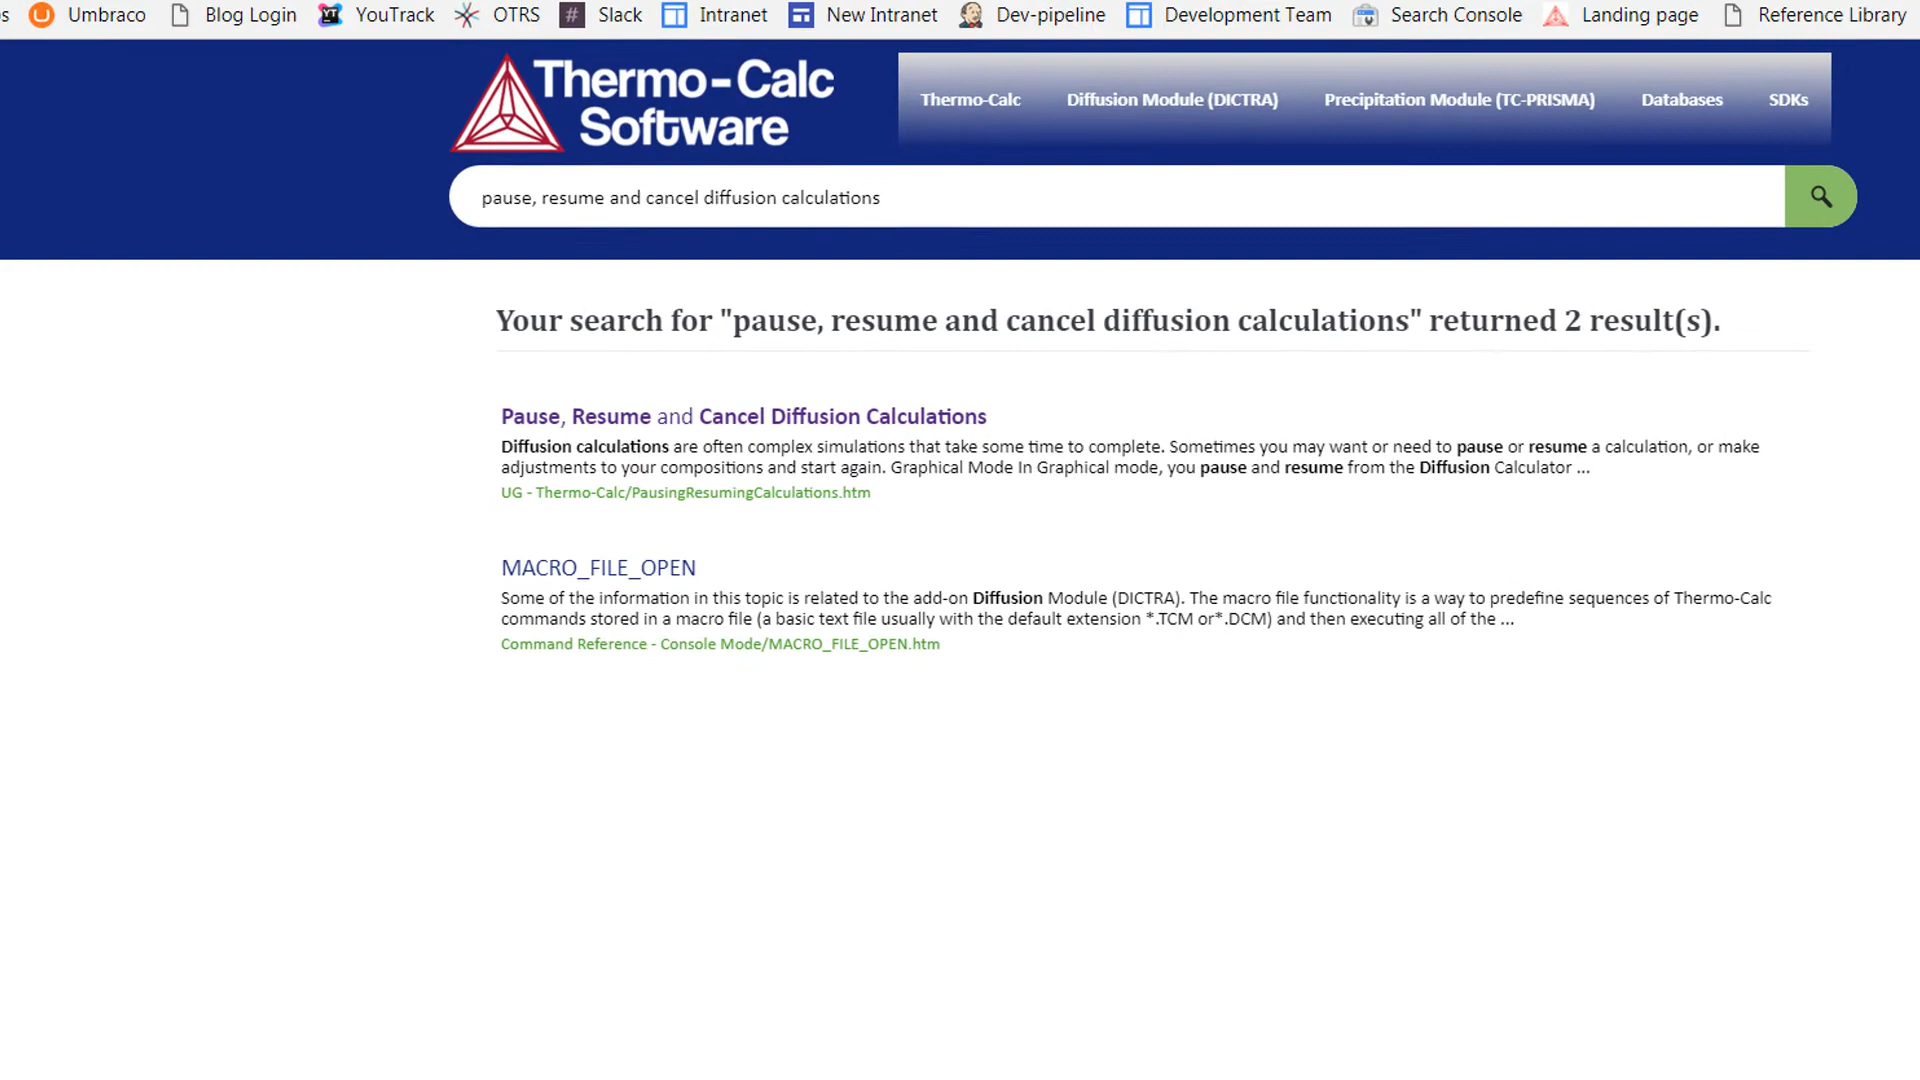 Umbraco Blog Login YouTrack OTRS Slack Intranet New Intranet Dev-pipeline Development Team Search Console Landing page Reference Library
Thermo-Calc
Software
Thermo-Calc Diffusion Module (DICTRA) Precipitation Module (TC-PRISMA) Databases SDKs
pause, resume and cancel diffusion calculations
Your search for "pause, resume and cancel diffusion calculations" returned 2 result(s).
Pause, Resume and Cancel Diffusion Calculations
Diffusion calculations are often complex simulations that take some time to complete. Sometimes you may want or need to pause or resume a calculation, or make
adjustments to your compositions and start again. Graphical Mode In Graphical mode, you pause and resume from the Diffusion Calculator ...
UG - Thermo-Calc/PausingResumingCalculations.htm
MACRO_FILE_OPEN
Some of the information in this topic is related to the add-on Diffusion Module (DICTRA). The macro file functionality is a way to predefine sequences of Thermo-Calc
commands stored in a macro file (a basic text file usually with the default extension *.TCM or*.DCM) and then executing all of the ...
Command Reference - Console Mode/MACRO_FILE_OPEN.htm